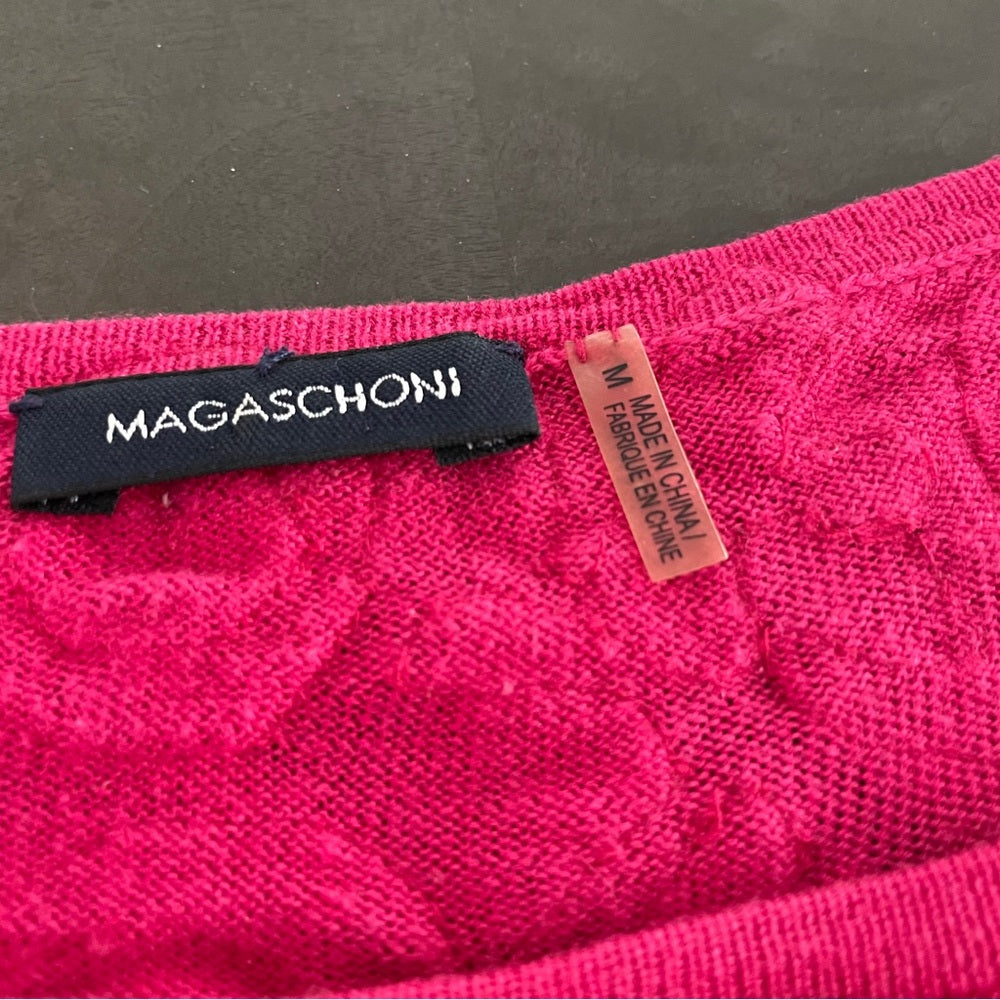 MAGASCHONI
M
MADE IN CHINA/
FABRIQUE EN CHINE